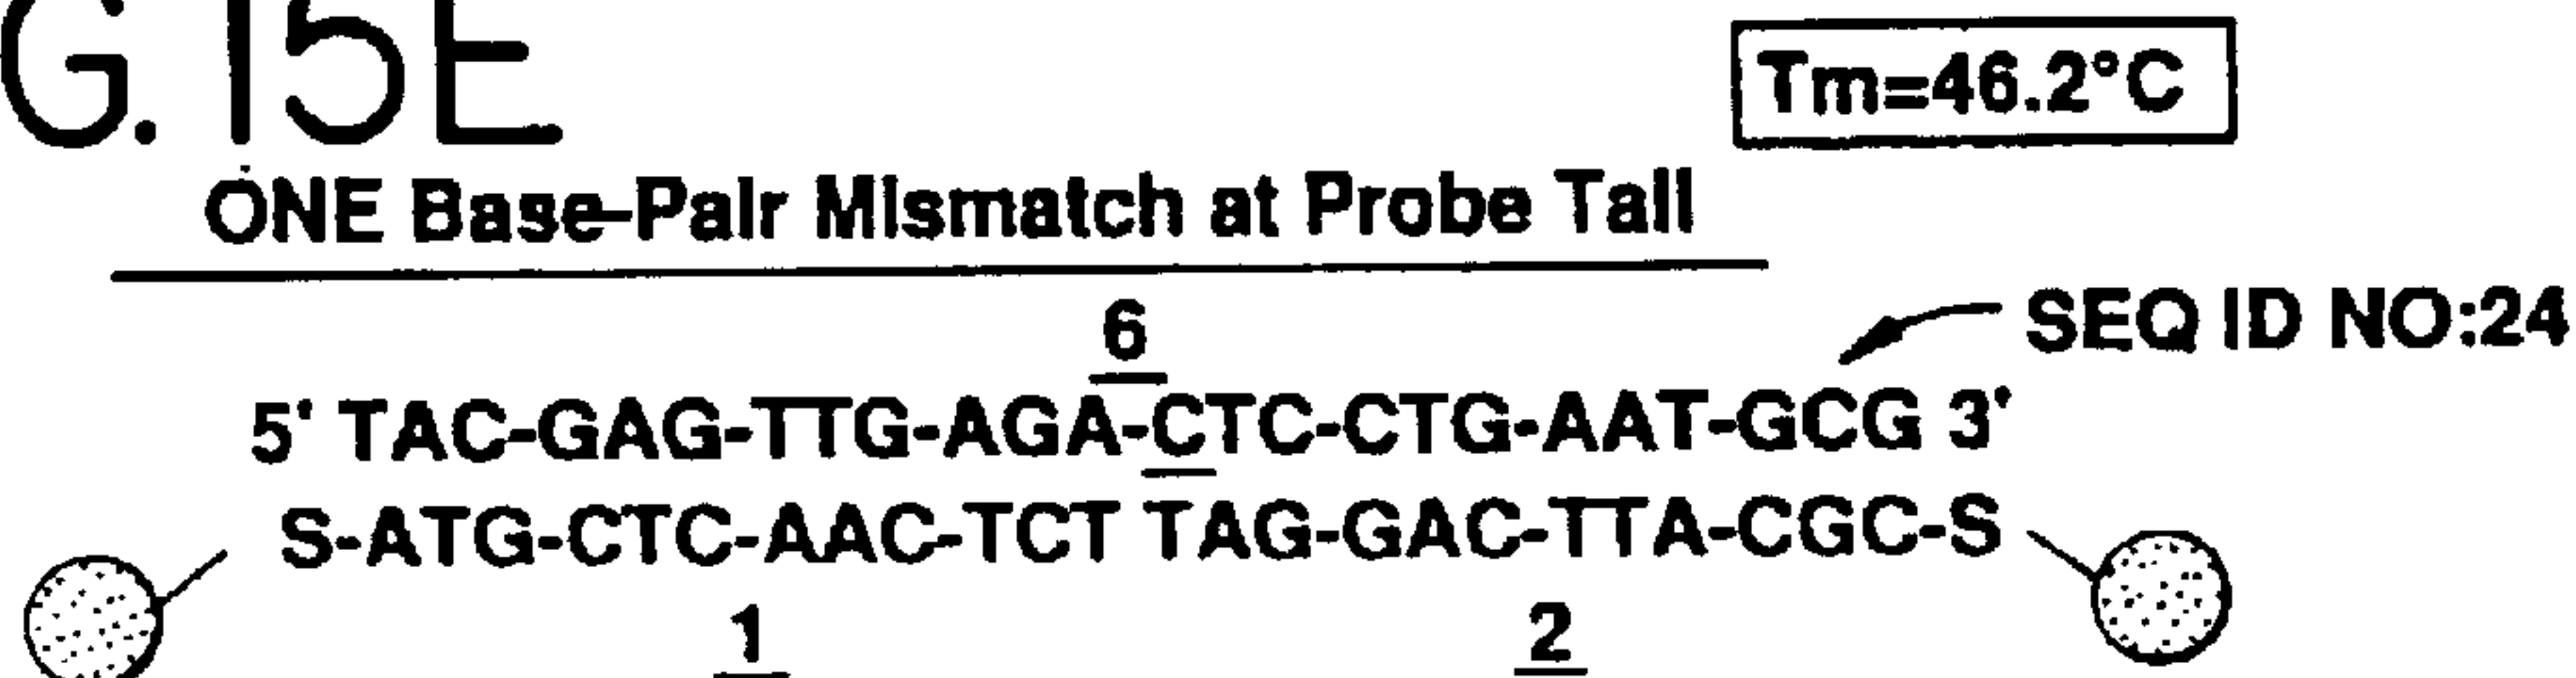 G. 15E
Tm=46.2°C
ONE Base-Pair Mismatch at Probe Tail
6
SEQ ID NO:24
5' TAC-GAG-TTG-AGA-CTC-CTG-AAT-GCG 3'
S-ATG-CTC-AAC-TCT TAG-GAC-TTA-CGC-S
1 2